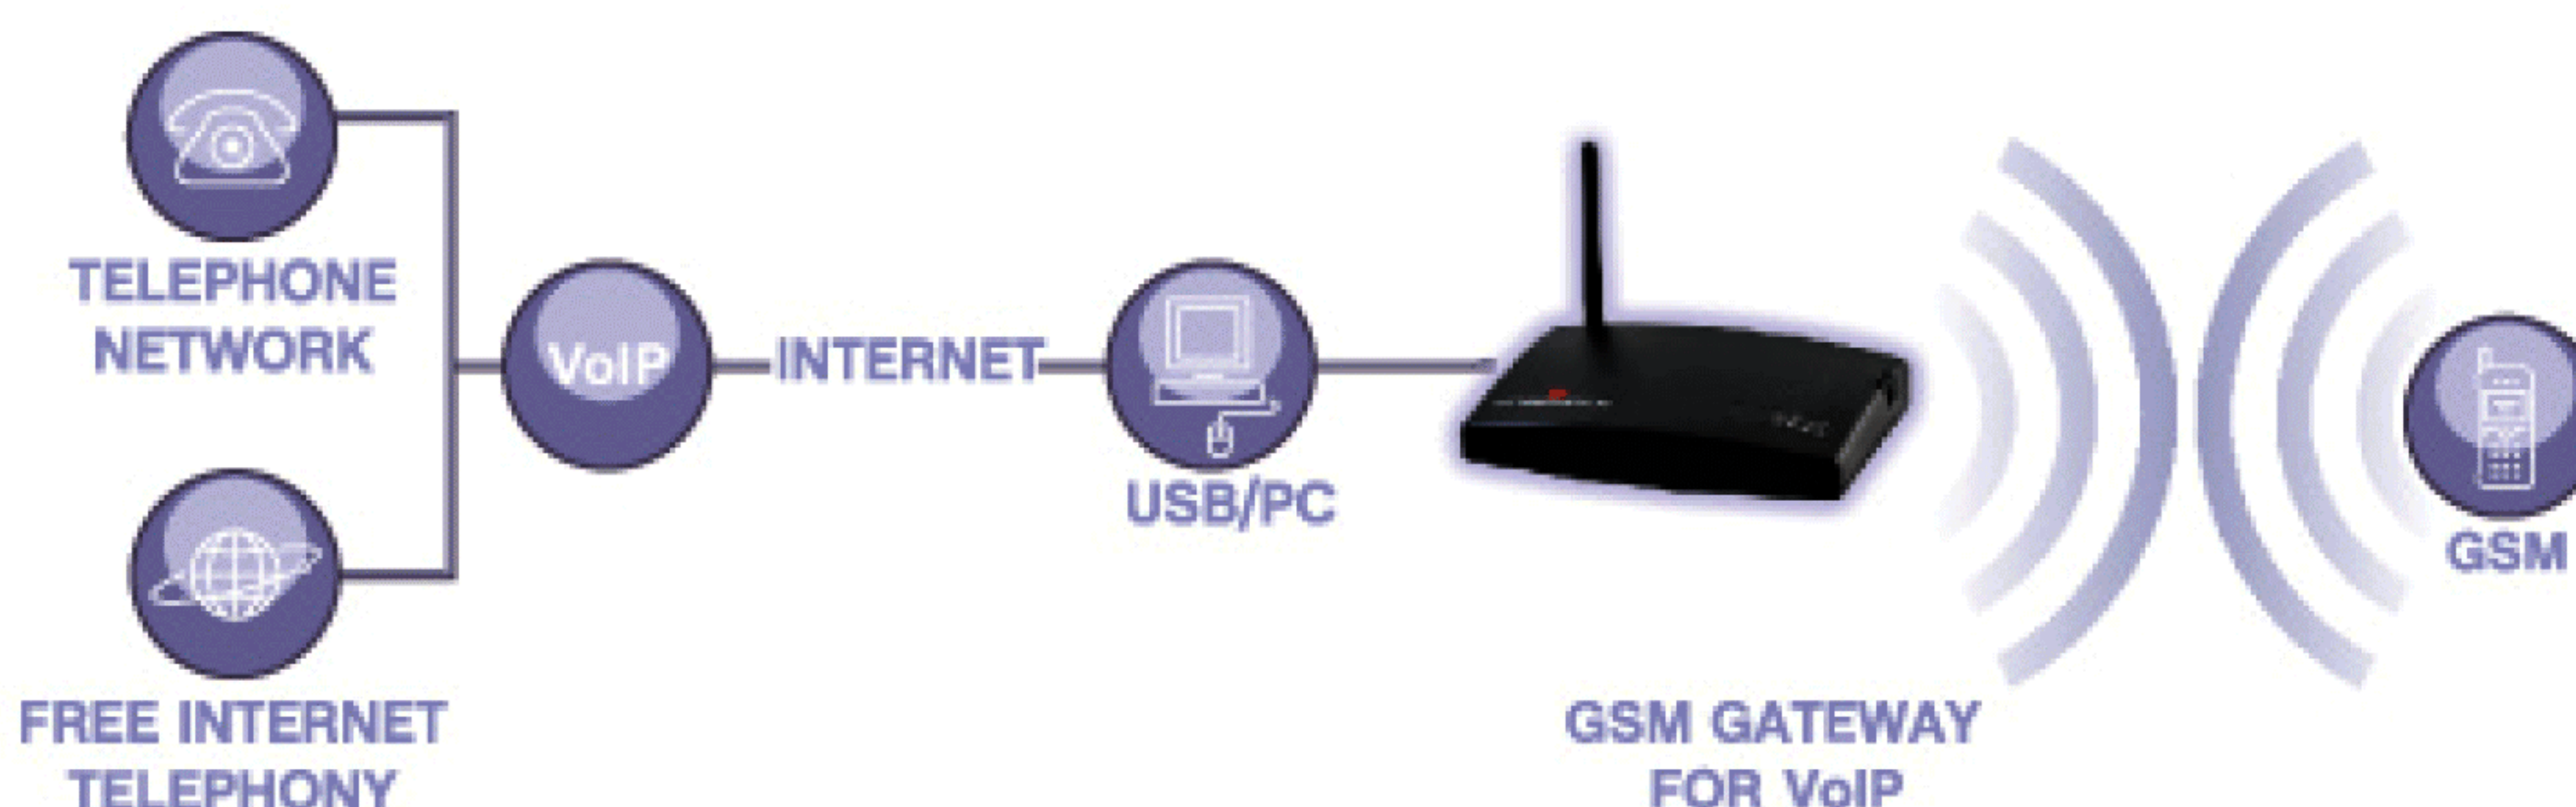 TELEPHONE
NETWORK
VoIP
INTERNET
USB/PC
FREE INTERNET
TELEPHONY
GSM GATEWAY
FOR VoIP
GSM